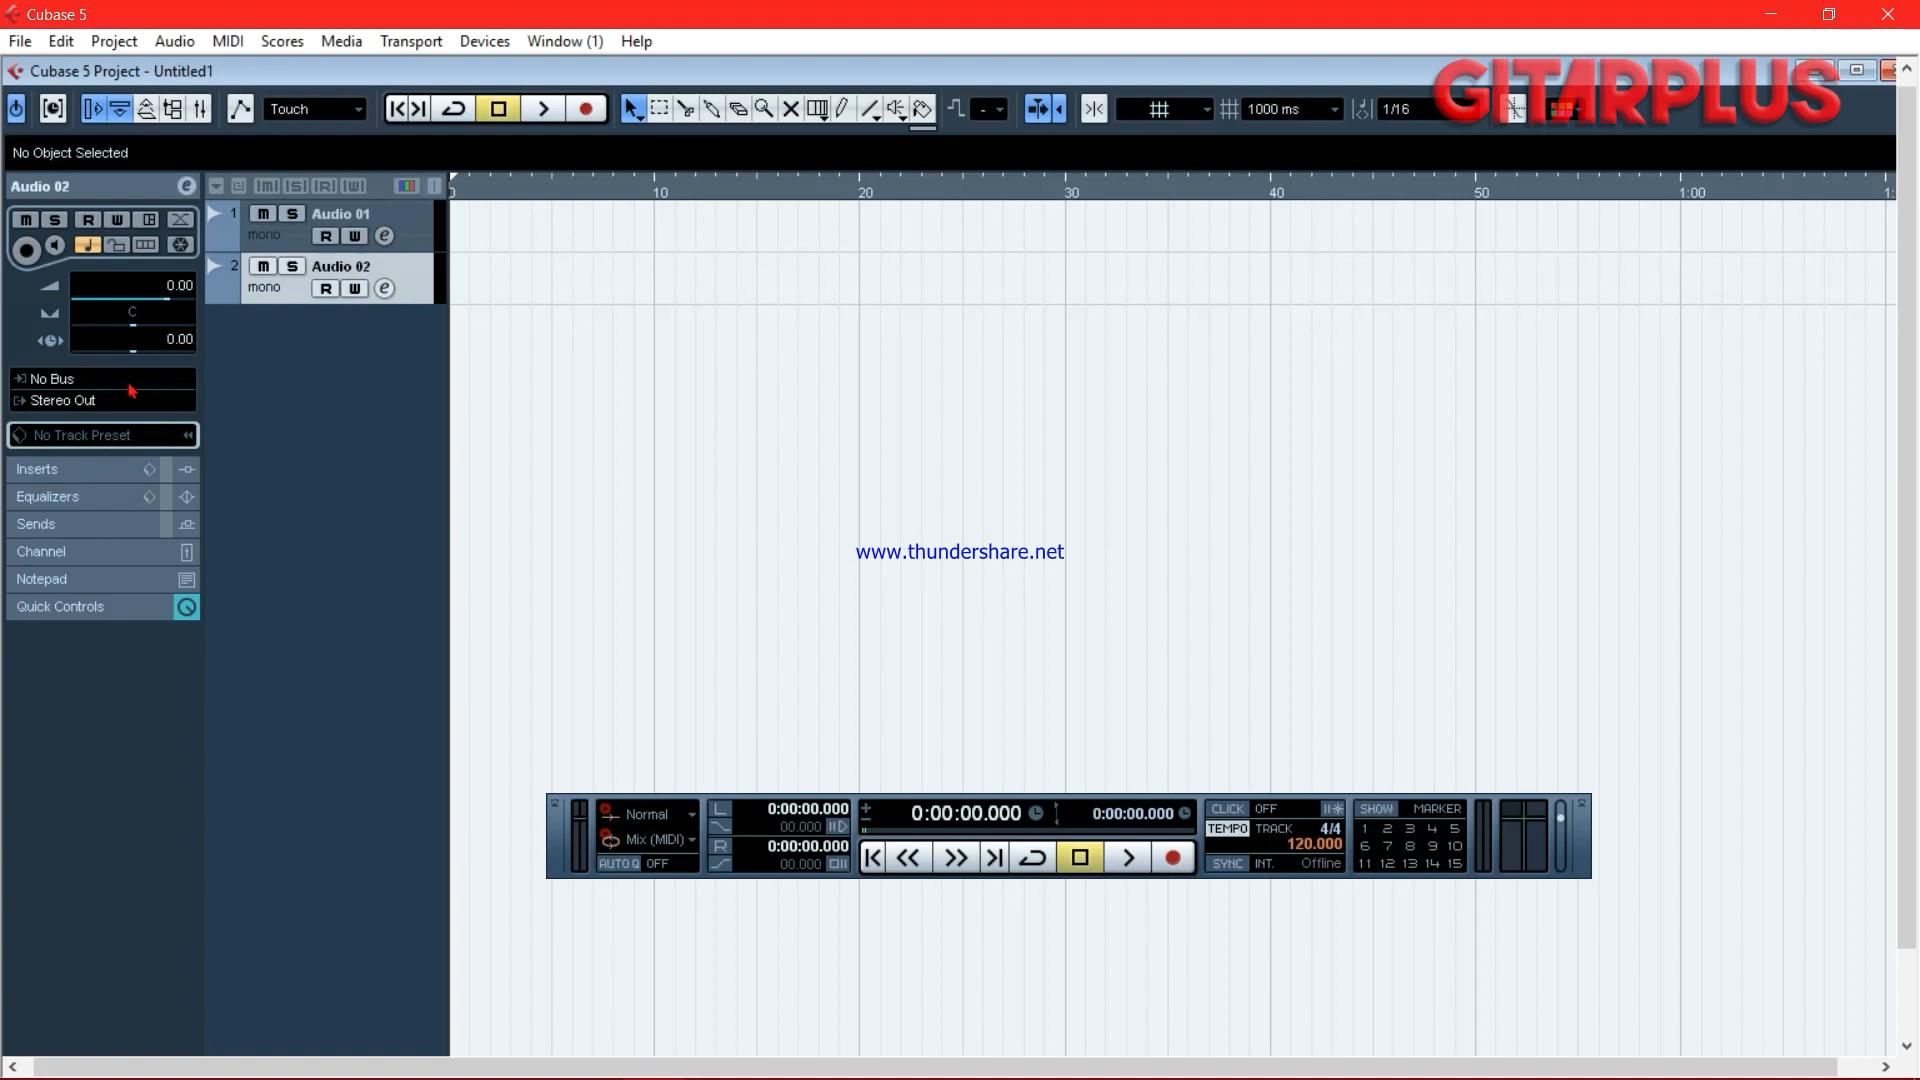 Cubase 5
File Edit Project Audio MIDI Scores Media Transport Devices Window (1) Help
Cubase 5 Project - Untitled1
GITARPLUS
Touch - 1000 ms 1/16
No Object Selected
Audio 02 e
M S R W
0.00
C
0.00
No Bus
Stereo Out
No Track Preset
Inserts
Equalizers
Sends
Channel
Notepad
Quick Controls
M S R W
1 M S Audio 01
mono R W e
2 M S Audio 02
mono R W e
10 20 30 40 50 1:00
www.thundershare.net
Normal
Mix (MIDI)
AUTO Q OFF
L 0:00:00.000
00.000
R 0:00:00.000
00.000
0:00:00.000 0:00:00.000
CLICK OFF
TEMPO TRACK 4/4
120.000
SYNC INT. Offline
SHOW MARKER
1 2 3 4 5
6 7 8 9 10
11 12 13 14 15